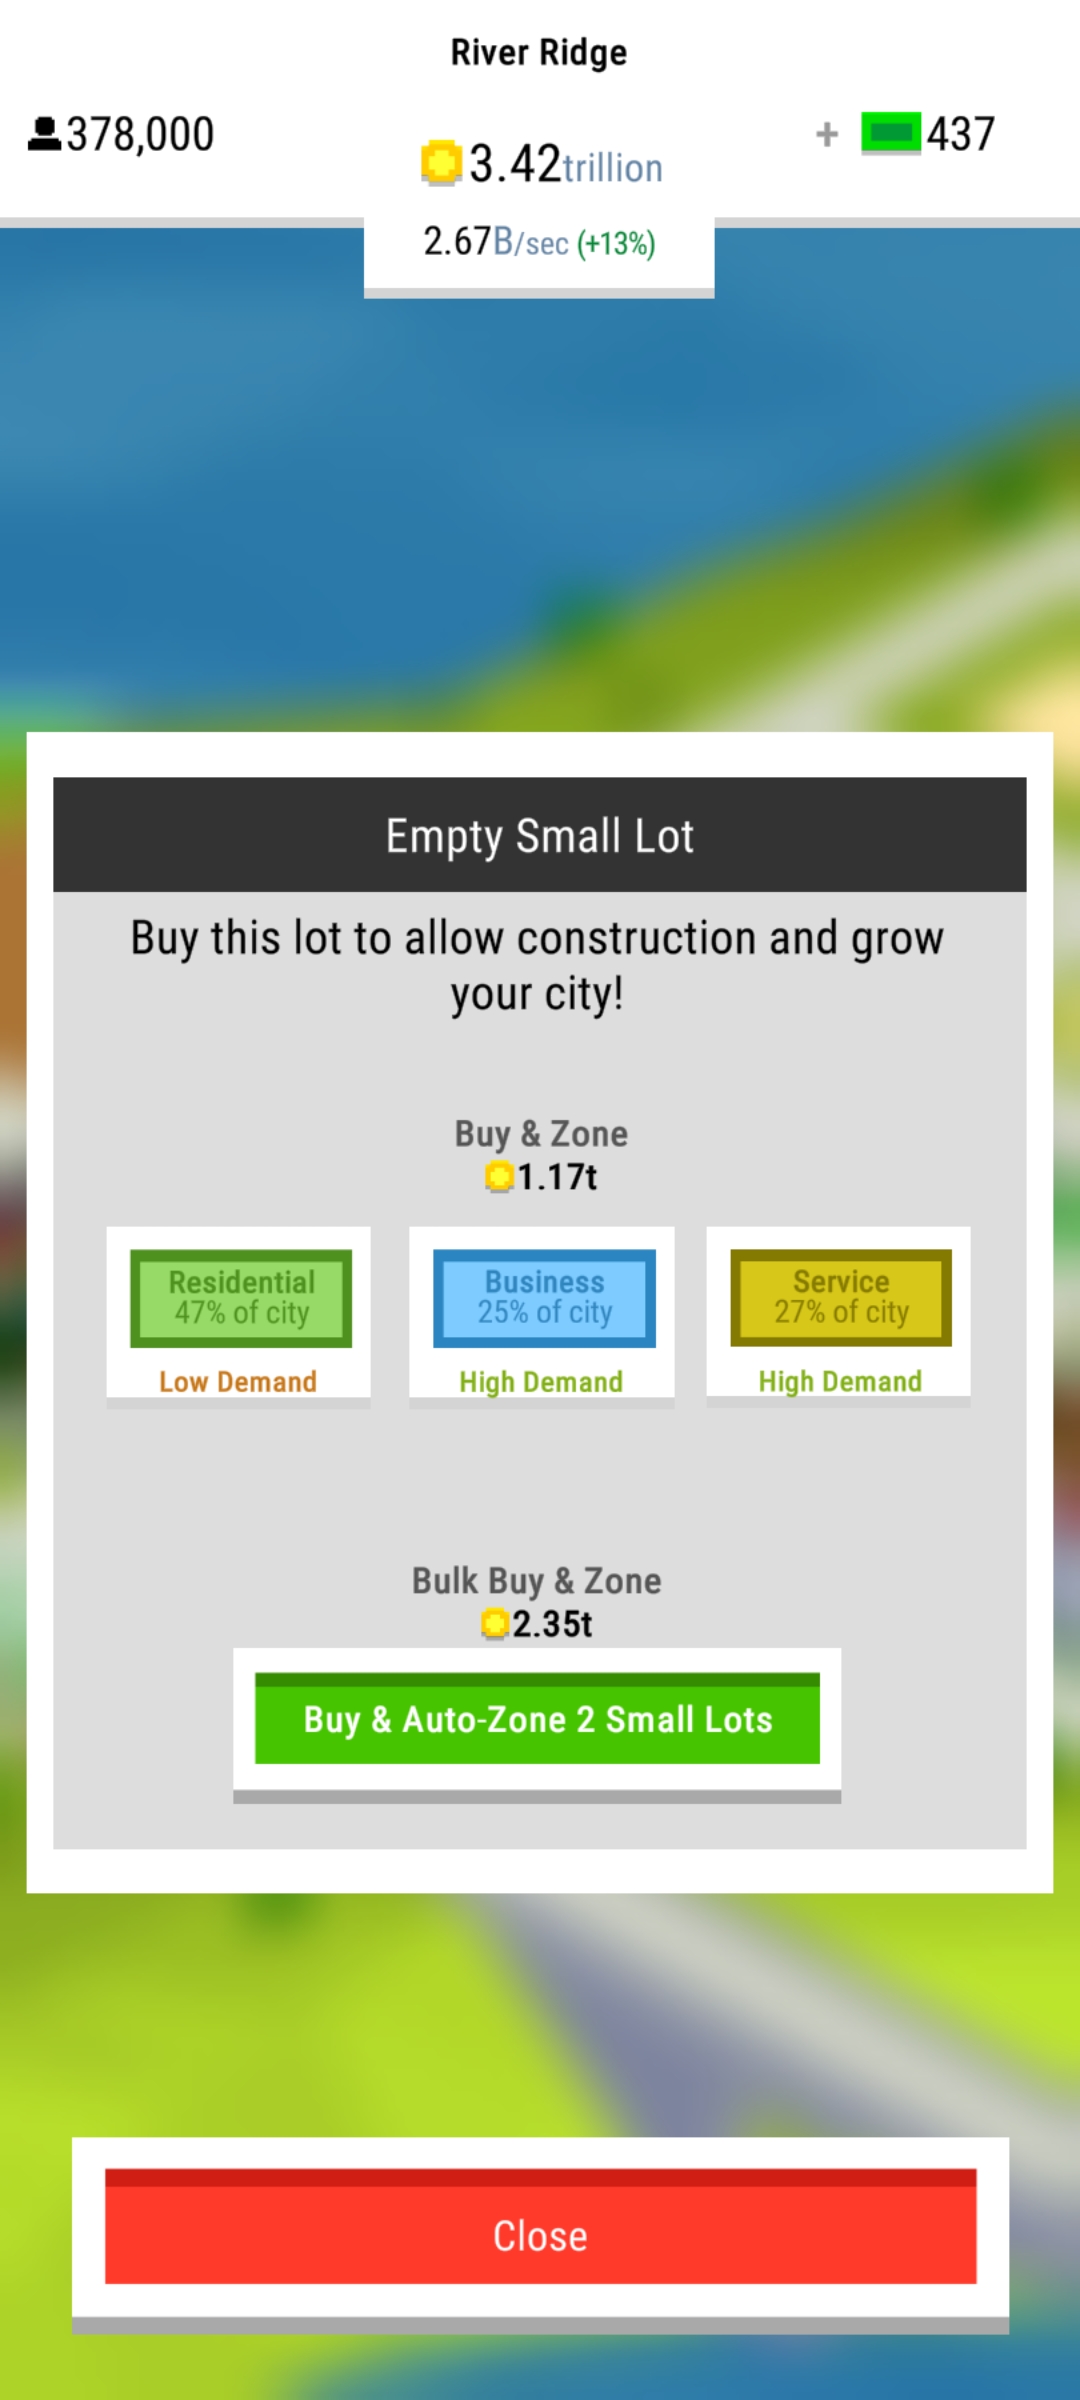 River Ridge
378,000
3.42trillion
+ 437
2.67B/sec (+13%)
Empty Small Lot
Buy this lot to allow construction and grow
your city!
Buy & Zone
1.17t
Residential
47% of city
Low Demand
Business
25% of city
High Demand
Service
27% of city
High Demand
Bulk Buy & Zone
2.35t
Buy & Auto-Zone 2 Small Lots
Close